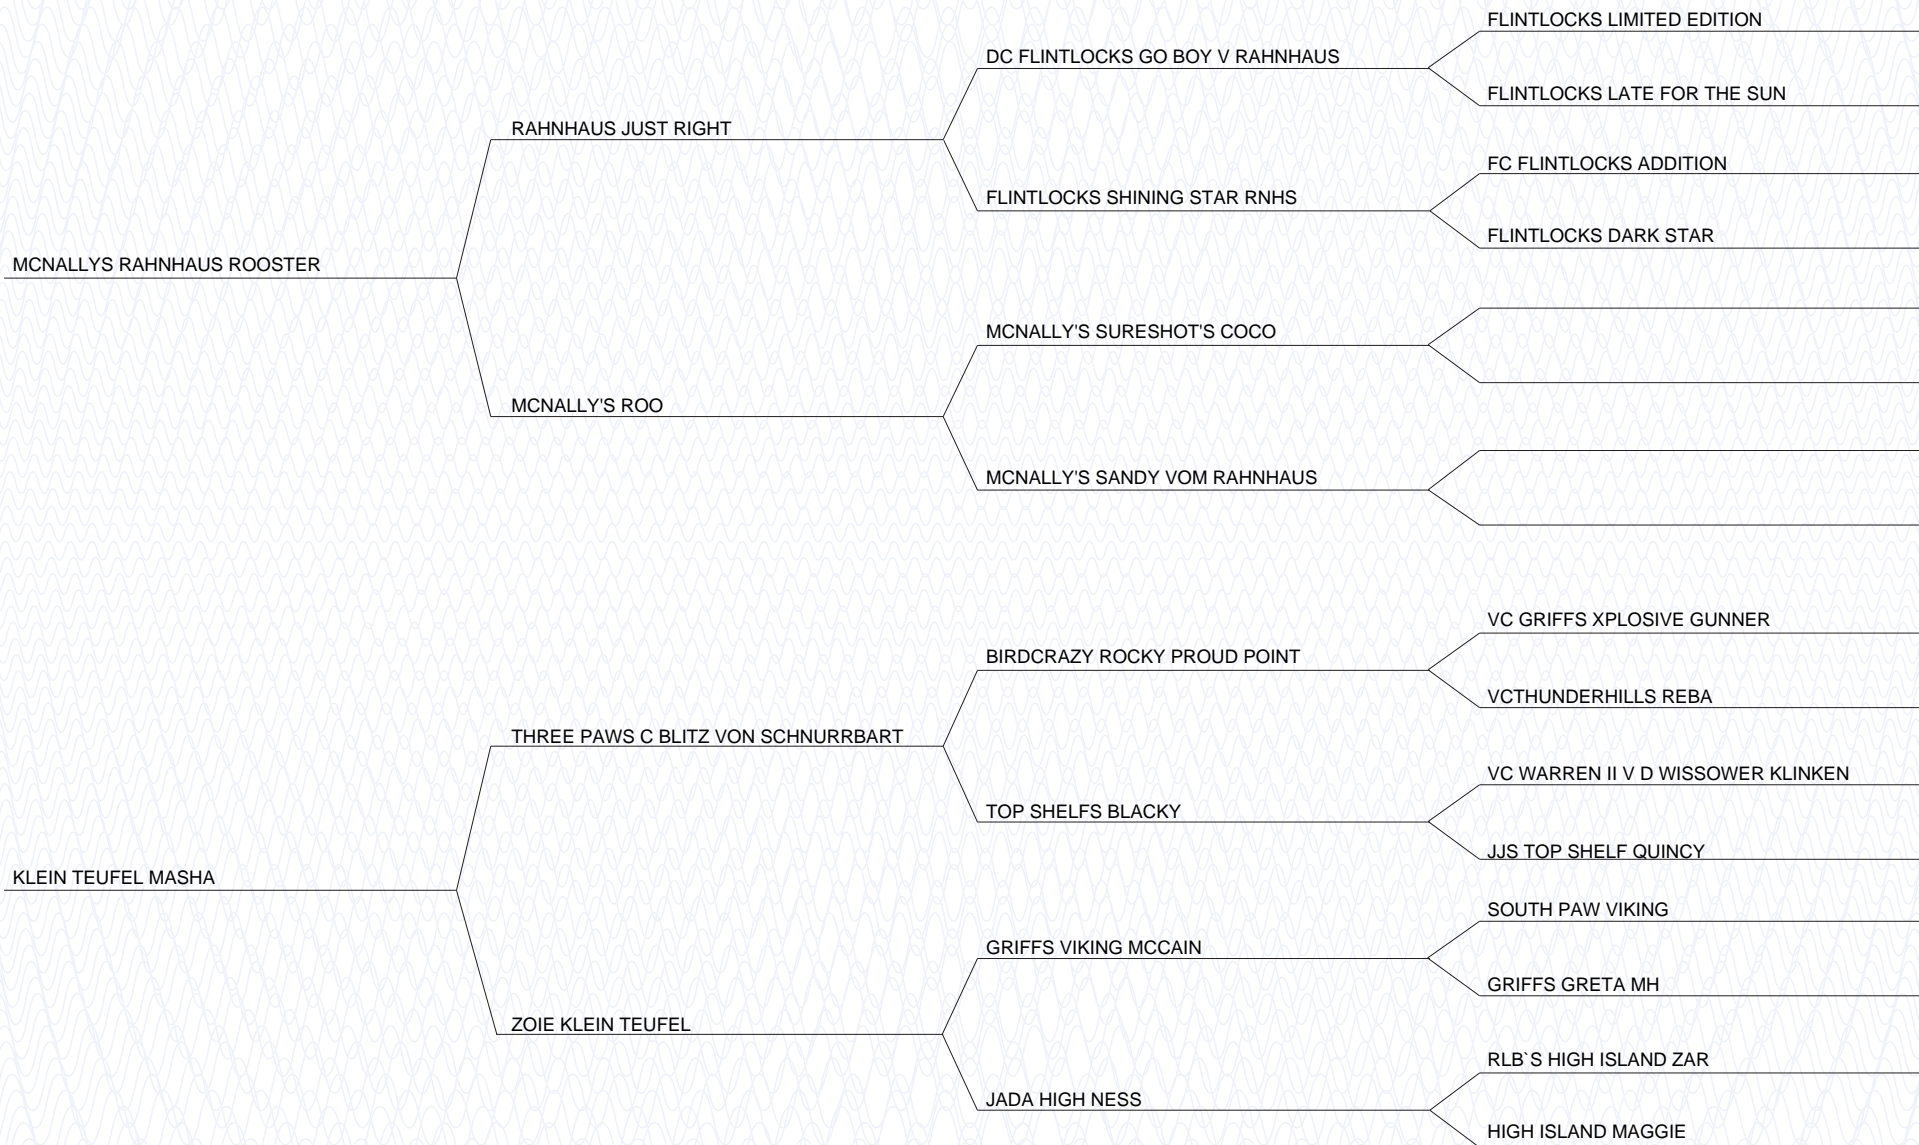 FLINTLOCKS LIMITED EDITION
DC FLINTLOCKS GO BOY V RAHNHAUS
FLINTLOCKS LATE FOR THE SUN
RAHNHAUS JUST RIGHT
FC FLINTLOCKS ADDITION
FLINTLOCKS SHINING STAR RNHS
FLINTLOCKS DARK STAR
MCNALLYS RAHNHAUS ROOSTER
MCNALLY'S SURESHOT'S COCO
MCNALLY'S ROO
MCNALLY'S SANDY VOM RAHNHAUS
VC GRIFFS XPLOSIVE GUNNER
BIRDCRAZY ROCKY PROUD POINT
VCTHUNDERHILLS REBA
THREE PAWS C BLITZ VON SCHNURRBART
VC WARREN II V D WISSOWER KLINKEN
TOP SHELFS BLACKY
JJS TOP SHELF QUINCY
KLEIN TEUFEL MASHA
SOUTH PAW VIKING
GRIFFS VIKING MCCAIN
GRIFFS GRETA MH
ZOIE KLEIN TEUFEL
RLB`S HIGH ISLAND ZAR
JADA HIGH NESS
HIGH ISLAND MAGGIE